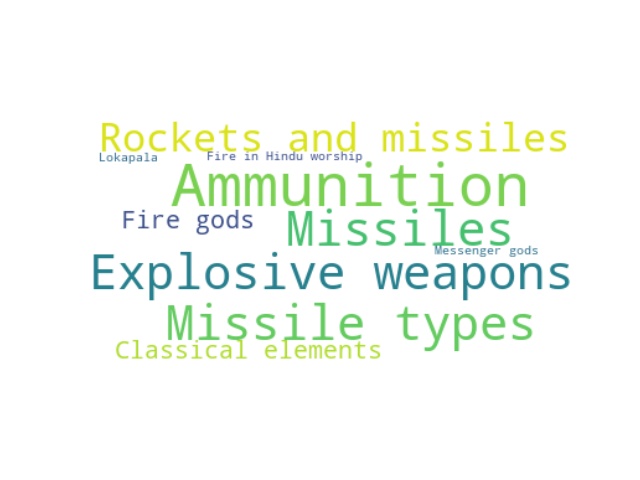 Rockets and missiles
Lokapala
Fire in Hindu worship
Ammunition
Fire gods
Missiles
Messenger gods
Explosive weapons
Missile types
Classical elements